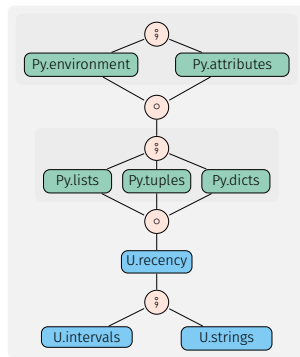 ⨟
Py.environment Py.attributes
∘
⨟
Py.lists Py.tuples Py.dicts
∘
U.recency
⨟
U.intervals U.strings